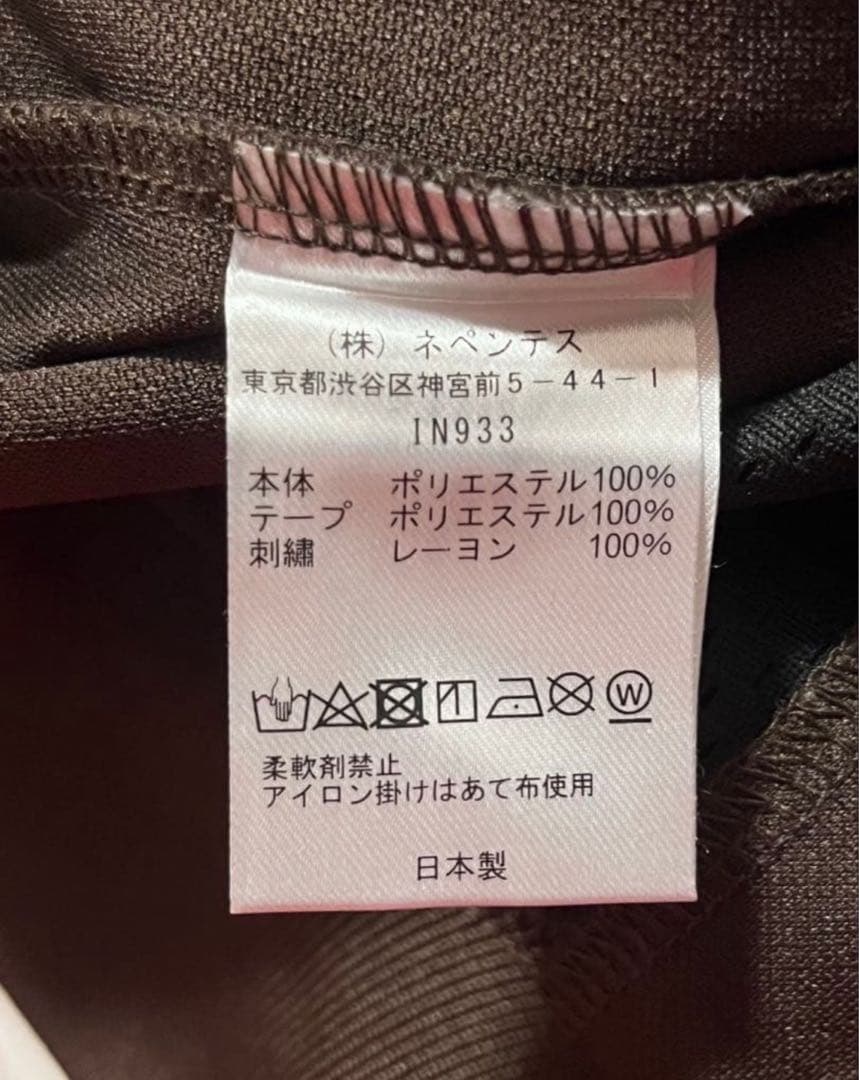 （株）ネペンテス
東京都渋谷区神宮前５－４４－１
IN933
本体 ポリエステル100%
テープ ポリエステル100%
刺繍 レーヨン 100%
W
柔軟剤禁止
アイロン掛けはあて布使用
日本製